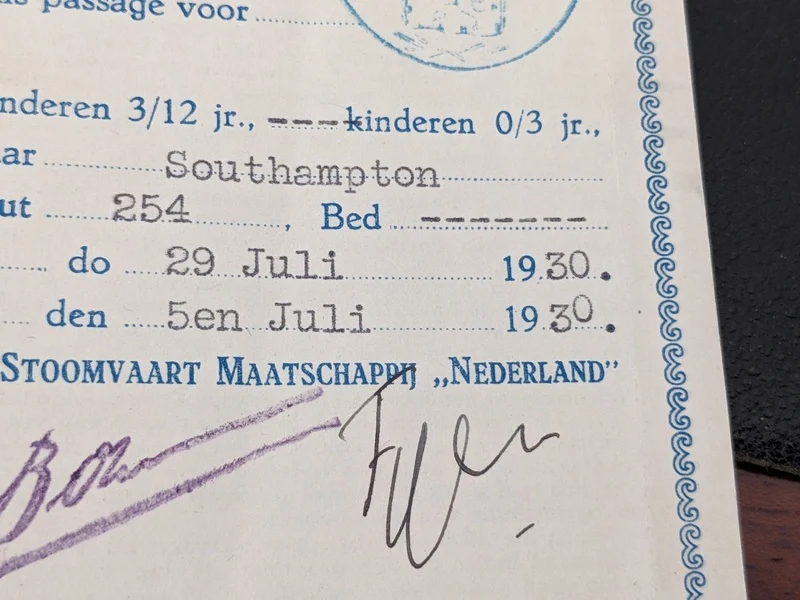 passage voor
nderen 3/12 jr., ---kinderen 0/3 jr.,
ar Southampton
ut 254, Bed -------
do 29 Juli 1930.
den 5en Juli 1930.
STOOMVAART MAATSCHAPPIJ „NEDERLAND”